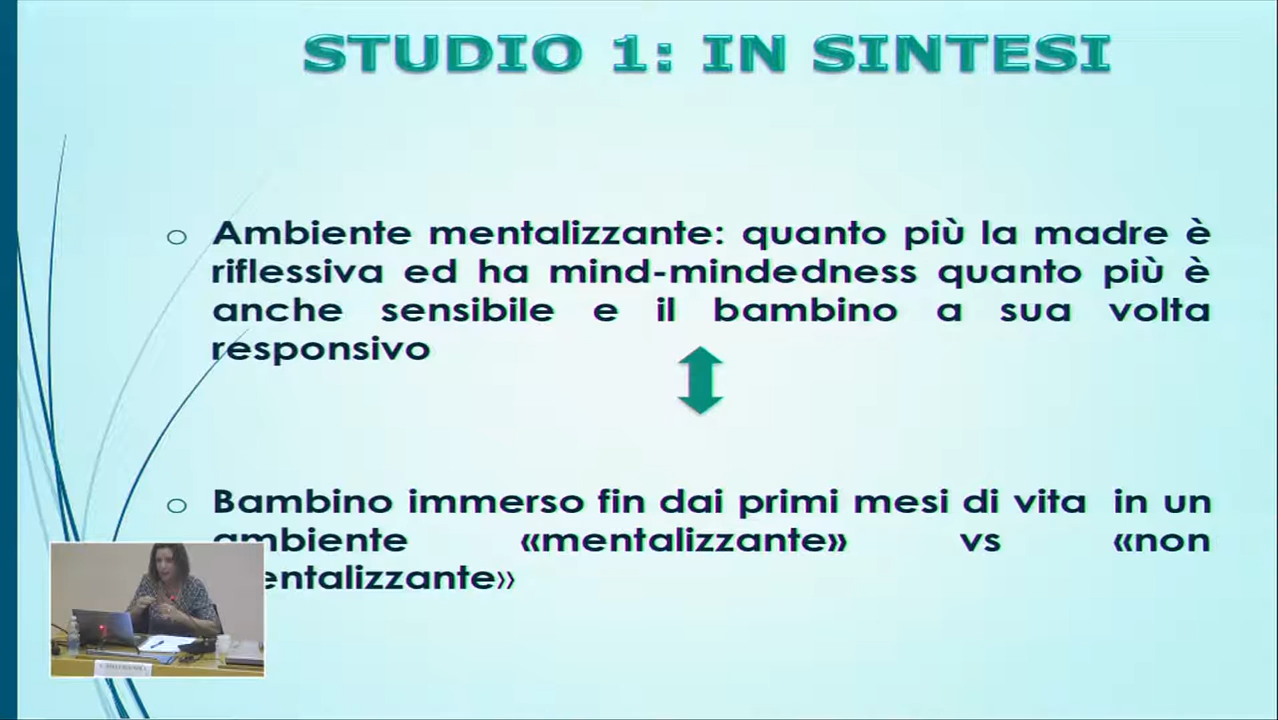 STUDIO 1: IN SINTESI
Ambiente mentalizzante: quanto più la madre è
riflessiva ed ha mind-mindedness quanto più è
anche sensibile e il bambino a sua volta
responsivo
Bambino immerso fin dai primi mesi di vita in un
ambiente «mentalizzante» vs «non
entalizzante»